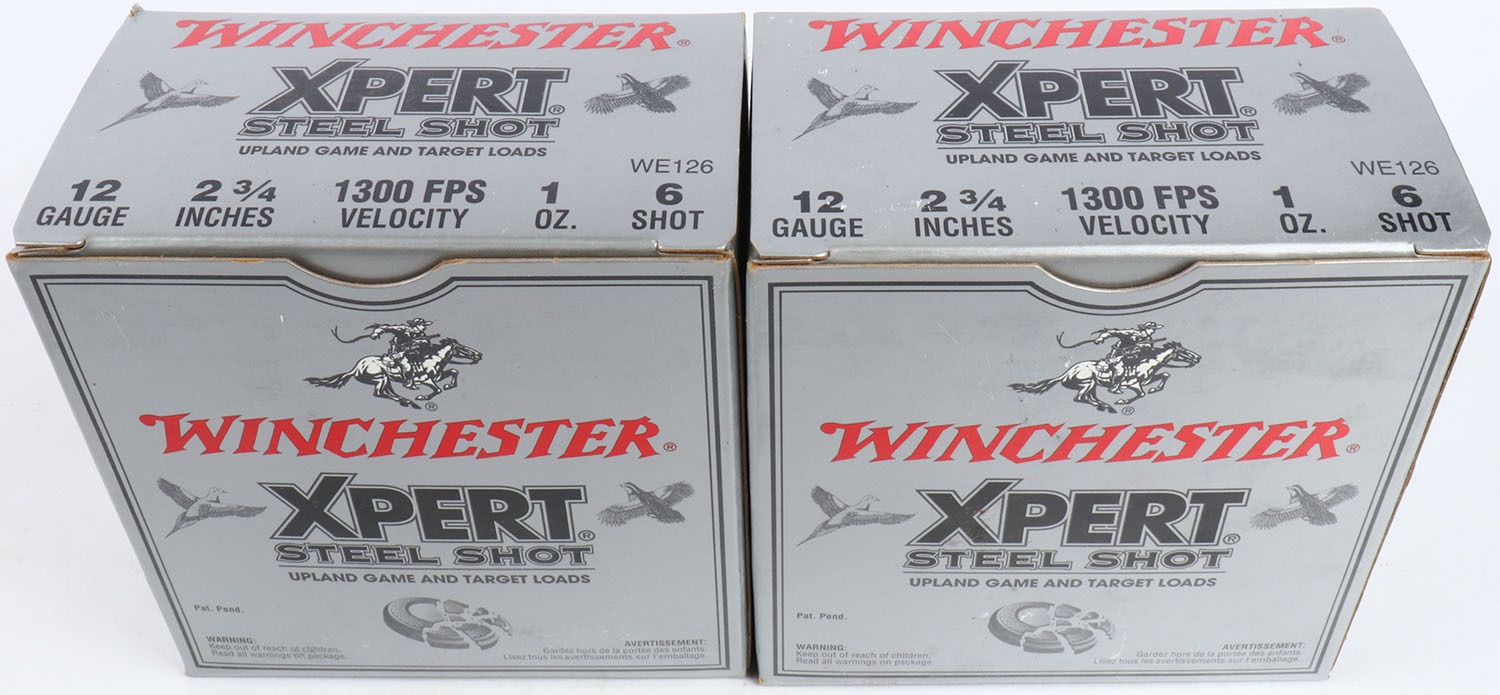 WINCHESTER®
XPERT®
STEEL SHOT
UPLAND GAME AND TARGET LOADS
WE126
12 2 3/4 1300 FPS 1 6
GAUGE INCHES VELOCITY OZ. SHOT
®
WINCHESTER®
XPERT®
STEEL SHOT
UPLAND GAME AND TARGET LOADS
Pat. Pend.
WARNING:
Keep out of reach of children.
Read all warnings on package.
AVERTISSEMENT:
Gardez hors de la portée des enfants.
Lisez tous les avertissements sur l'emballage.
WINCHESTER®
XPERT®
STEEL SHOT
UPLAND GAME AND TARGET LOADS
WE126
12 2 3/4 1300 FPS 1 6
GAUGE INCHES VELOCITY OZ. SHOT
®
WINCHESTER®
XPERT®
STEEL SHOT
UPLAND GAME AND TARGET LOADS
Pat. Pend.
WARNING:
Keep out of reach of children.
Read all warnings on package.
AVERTISSEMENT:
Gardez hors de la portée des enfants.
Lisez tous les avertissements sur l'emballage.